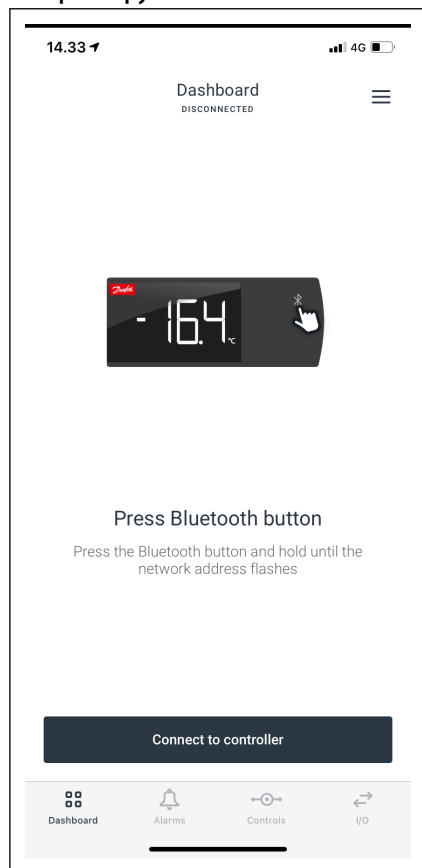 14.33
4G
Dashboard
DISCONNECTED
Danfoss
-16.4 °C
Press Bluetooth button
Press the Bluetooth button and hold until the
network address flashes
Connect to controller
Dashboard
Alarms
Controls
I/O